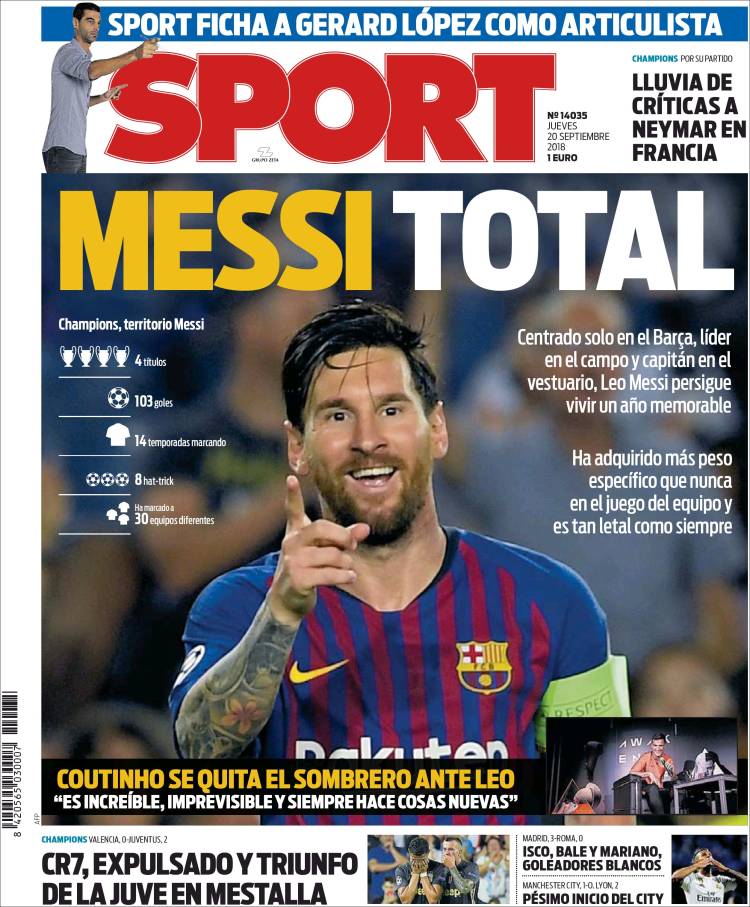 SPORT FICHA A GERARD LÓPEZ COMO ARTICULISTA
SPORT
GRUPO ZETA
Nº 14035
JUEVES
20 SEPTIEMBRE
2018
1 EURO
CHAMPIONS POR SU PARTIDO
LLUVIA DE
CRÍTICAS A
NEYMAR EN
FRANCIA
MESSI TOTAL
Champions, territorio Messi
4 títulos
103 goles
14 temporadas marcando
8 hat-trick
Ha marcado a
30 equipos diferentes
Centrado solo en el Barça, líder
en el campo y capitán en el
vestuario, Leo Messi persigue
vivir un año memorable
Ha adquirido más peso
específico que nunca
en el juego del equipo y
es tan letal como siempre
FCB
RESPECT
Rakuten
AWAK
EN
COUTINHO SE QUITA EL SOMBRERO ANTE LEO
“ES INCREÍBLE, IMPREVISIBLE Y SIEMPRE HACE COSAS NUEVAS”
8 420565 030007
AFP
CHAMPIONS VALENCIA, 0-JUVENTUS, 2
CR7, EXPULSADO Y TRIUNFO
DE LA JUVE EN MESTALLA
MADRID, 3-ROMA, 0
ISCO, BALE Y MARIANO,
GOLEADORES BLANCOS
MANCHESTER CITY, 1-O. LYON, 2
PÉSIMO INICIO DEL CITY
Emirates